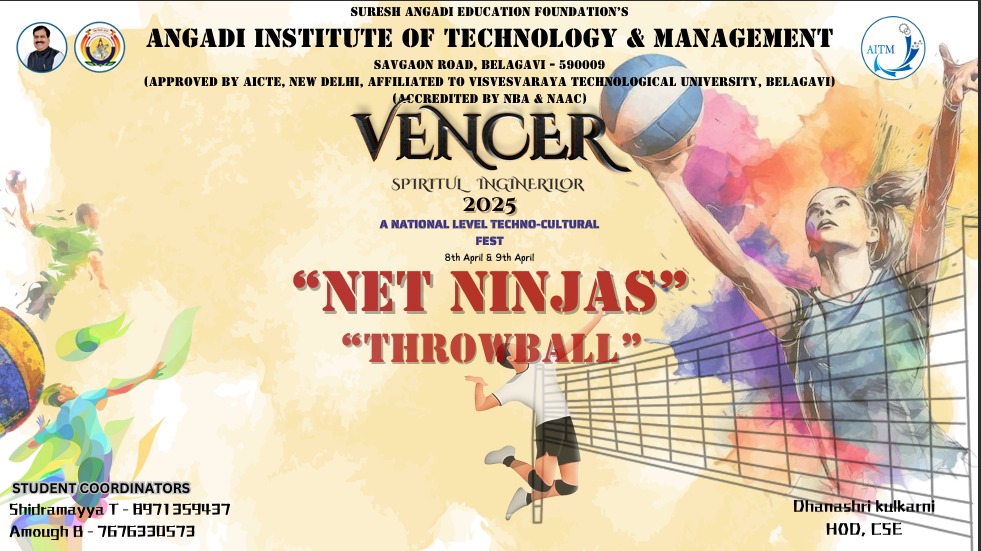 SURESH ANGADI EDUCATION FOUNDATION'S
ANGADI INSTITUTE OF TECHNOLOGY & MANAGEMENT
SAVGAON ROAD, BELAGAVI - 590009
(APPROVED BY AICTE, NEW DELHI, AFFILIATED TO VISVESVARAYA TECHNOLOGICAL UNIVERSITY, BELAGAVI)
(ACCREDITED BY NBA & NAAC)
AITM
VENCER
SPIRITUL INGINERILOR
2025
A NATIONAL LEVEL TECHNO-CULTURAL
FEST
8th April & 9th April
“NET NINJAS”
“THROWBALL”
STUDENT COORDINATORS
Shidramayya T - 8971359437
Amough B - 7676330573
Dhanashri kulkarni
HOD, CSE